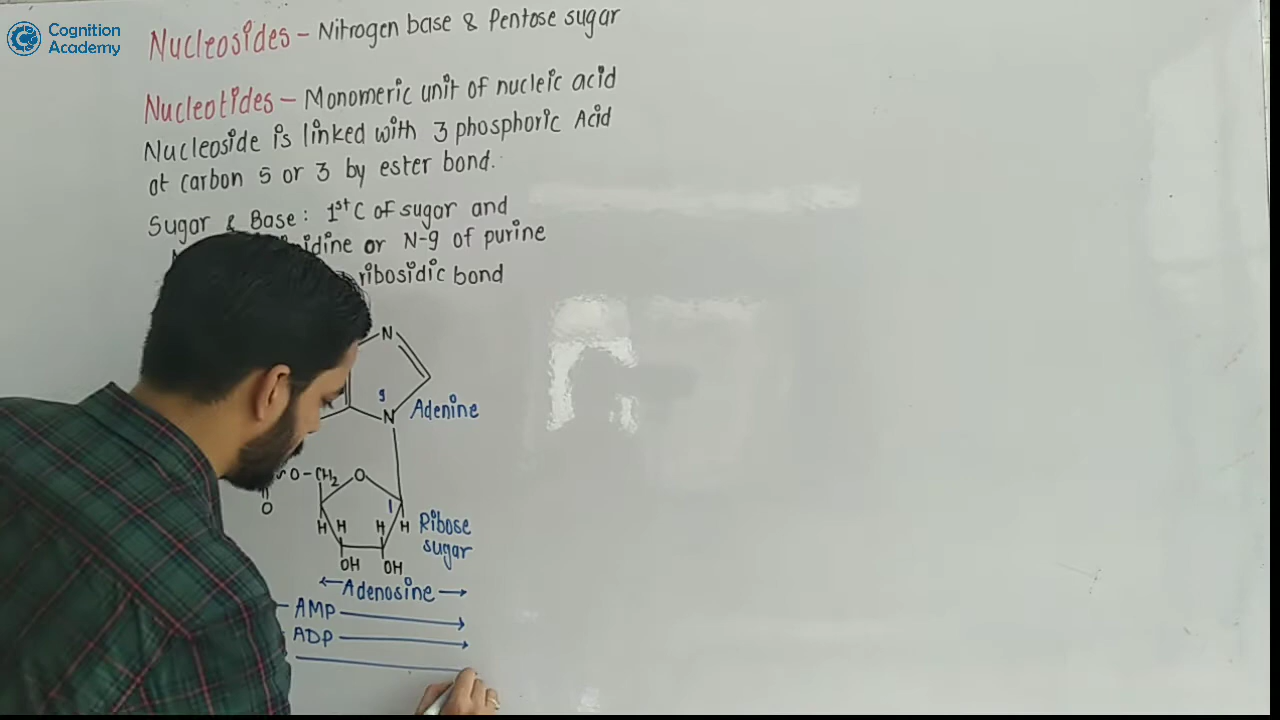 Cognition
Academy
Nucleosides – Nitrogen base & Pentose sugar
Nucleotides – Monomeric unit of nucleic acid
Nucleoside is linked with 3 phosphoric Acid
at carbon 5 or 3 by ester bond.
Sugar & Base: 1st C of sugar and
or N-9 of purine
ribosidic bond
N
9
N
Adenine
O-CH2
O
O
1
H H H H
Ribose
sugar
OH OH
Adenosine
AMP
ADP